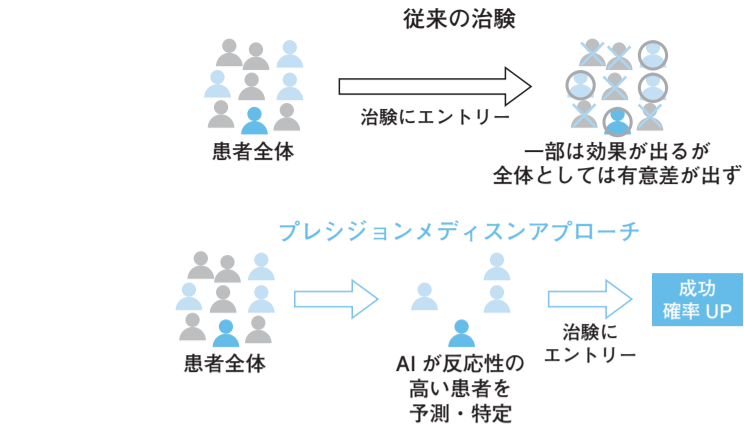 従来の治験
治験にエントリー
患者全体
一部は効果が出るが
全体としては有意差が出ず
プレシジョンメディスンアプローチ
患者全体
AI が反応性の
高い患者を
予測・特定
治験に
エントリー
成功
確率 UP